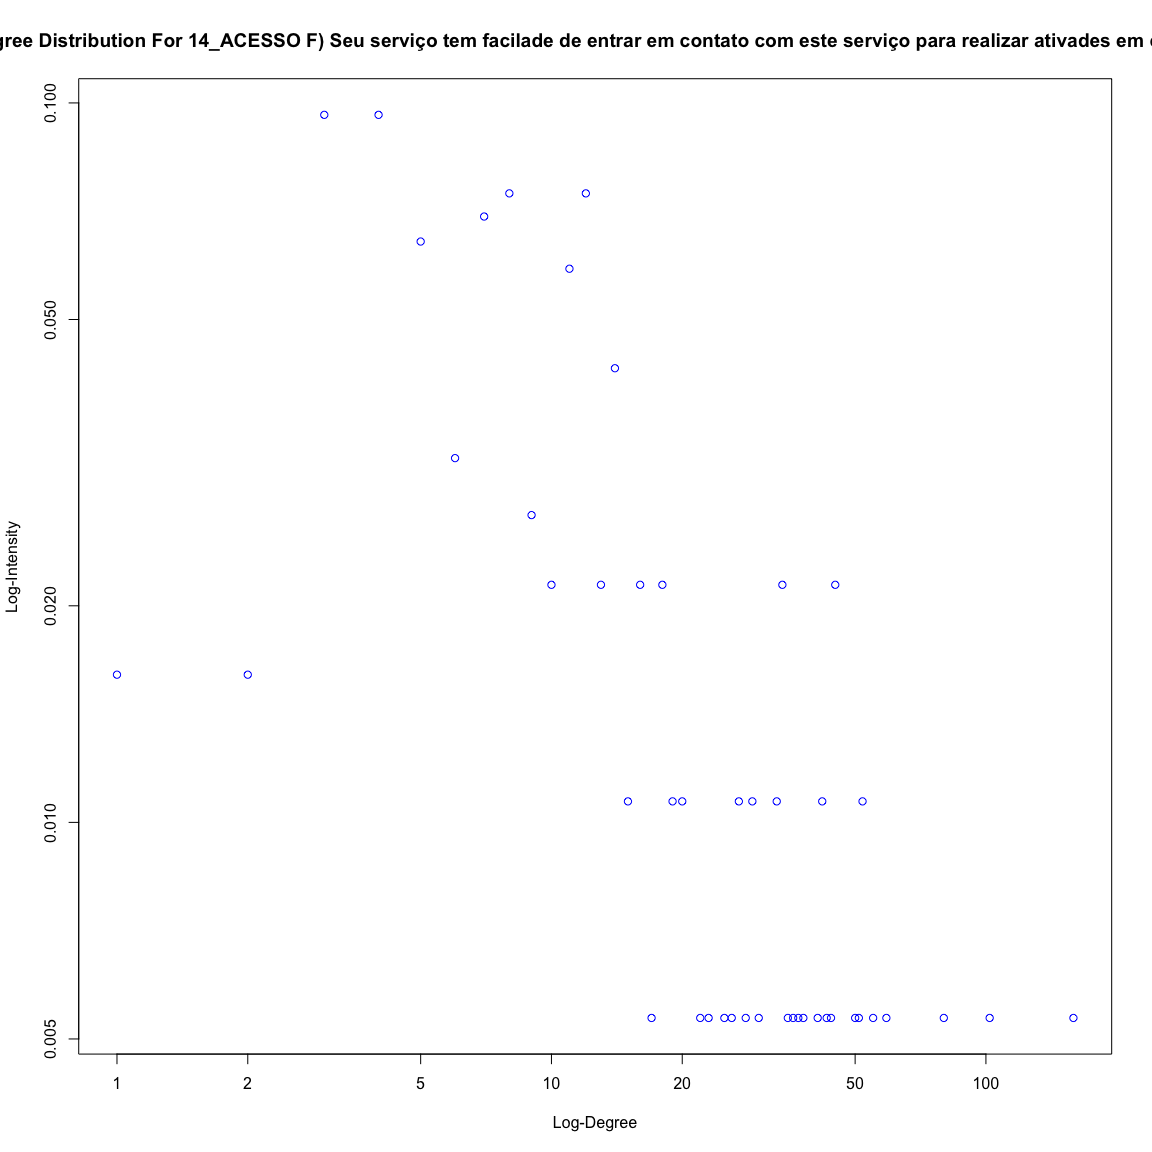 gree Distribution For 14_ACESSO F) Seu serviço tem facilade de entrar em contato com este serviço para realizar ativades em
0.100
0.050
0.020
0.010
0.005
Log-Intensity
1 2 5 10 20 50 100
Log-Degree